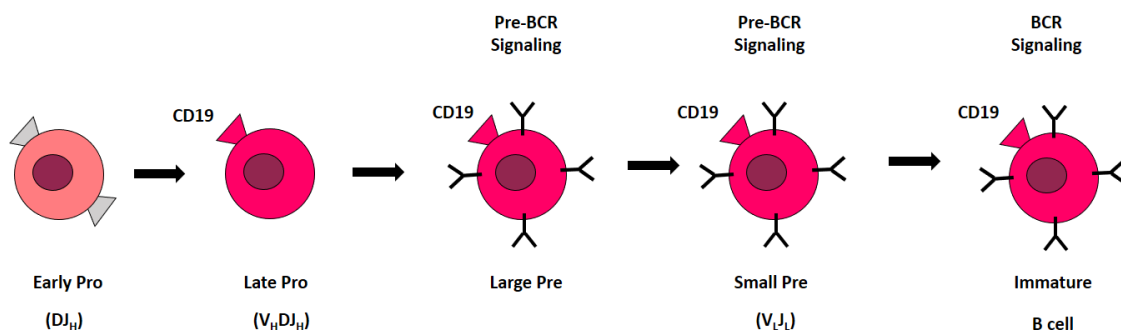 Pre-BCR
Signaling
Pre-BCR
Signaling
BCR
Signaling
CD19
CD19
CD19
CD19
Early Pro
(DJH)
Late Pro
(VHDJH)
Large Pre
Small Pre
(VLJL)
Immature
B cell